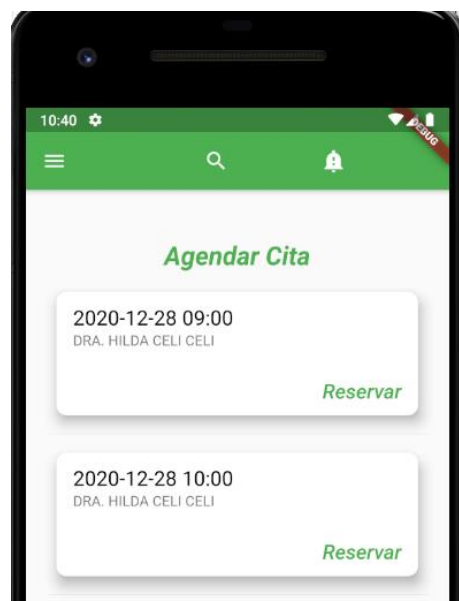 10:40
DEBUG
Agendar Cita
2020-12-28 09:00
DRA. HILDA CELI CELI
Reservar
2020-12-28 10:00
DRA. HILDA CELI CELI
Reservar